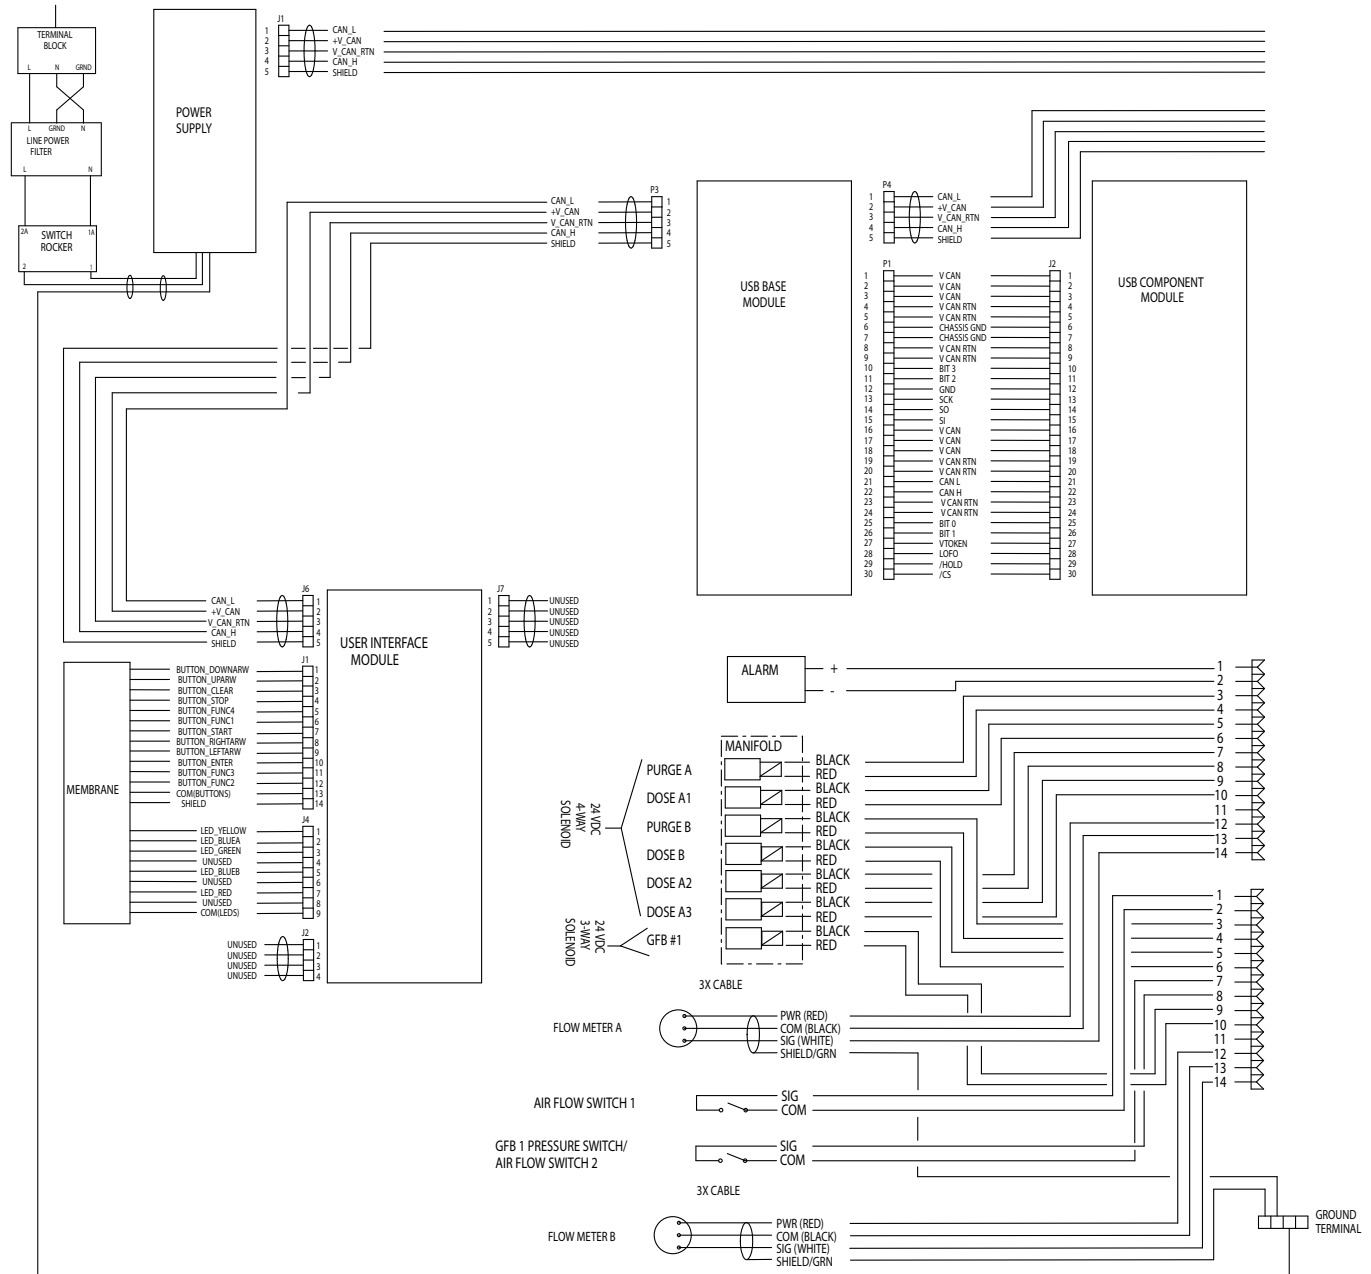 TERMINAL
BLOCK
L N GRND
L GRND N
LINE POWER
FILTER
L N
2A SWITCH 1A
ROCKER
2 1
POWER
SUPPLY
J1
1 CAN_L
2 +V_CAN
3 V_CAN_RTN
4 CAN_H
5 SHIELD
P3
CAN_L 1
+V_CAN 2
V_CAN_RTN 3
CAN_H 4
SHIELD 5
USB BASE
MODULE
P4
1 CAN_L
2 +V_CAN
3 V_CAN_RTN
4 CAN_H
5 SHIELD
P1 J2
1 V CAN 1
2 V CAN 2
3 V CAN 3
4 V CAN RTN 4
5 V CAN RTN 5
6 CHASSIS GND 6
7 CHASSIS GND 7
8 V CAN RTN 8
9 V CAN RTN 9
10 BIT 3 10
11 BIT 2 11
12 GND 12
13 SCK 13
14 SO 14
15 SI 15
16 V CAN 16
17 V CAN 17
18 V CAN 18
19 V CAN RTN 19
20 V CAN RTN 20
21 CAN L 21
22 CAN H 22
23 V CAN RTN 23
24 V CAN RTN 24
25 BIT 0 25
26 BIT 1 26
27 VTOKEN 27
28 LOFO 28
29 /HOLD 29
30 /CS 30
USB COMPONENT
MODULE
J6
CAN_L 1
+V_CAN 2
V_CAN_RTN 3
CAN_H 4
SHIELD 5
USER INTERFACE
MODULE
J7
1 UNUSED
2 UNUSED
3 UNUSED
4 UNUSED
5 UNUSED
MEMBRANE
J1
BUTTON_DOWNARW 1
BUTTON_UPARW 2
BUTTON_CLEAR 3
BUTTON_STOP 4
BUTTON_FUNC4 5
BUTTON_FUNC1 6
BUTTON_START 7
BUTTON_RIGHTARW 8
BUTTON_LEFTARW 9
BUTTON_ENTER 10
BUTTON_FUNC3 11
BUTTON_FUNC2 12
COM(BUTTONS) 13
SHIELD 14
J4
LED_YELLOW 1
LED_BLUEA 2
LED_GREEN 3
UNUSED 4
LED_BLUEB 5
UNUSED 6
LED_RED 7
UNUSED 8
COM(LEDS) 9
J2
UNUSED 1
UNUSED 2
UNUSED 3
UNUSED 4
ALARM + -
MANIFOLD
24 VDC
4-WAY
SOLENOID
PURGE A BLACK
RED
DOSE A1 BLACK
RED
PURGE B BLACK
RED
DOSE B BLACK
RED
DOSE A2 BLACK
RED
DOSE A3 BLACK
RED
24 VDC
3-WAY
SOLENOID
GFB #1 BLACK
RED
1
2
3
4
5
6
7
8
9
10
11
12
13
14
1
2
3
4
5
6
7
8
9
10
11
12
13
14
3X CABLE
FLOW METER A
PWR (RED)
COM (BLACK)
SIG (WHITE)
SHIELD/GRN
AIR FLOW SWITCH 1
SIG
COM
GFB 1 PRESSURE SWITCH/
AIR FLOW SWITCH 2
SIG
COM
3X CABLE
FLOW METER B
PWR (RED)
COM (BLACK)
SIG (WHITE)
SHIELD/GRN
GROUND
TERMINAL